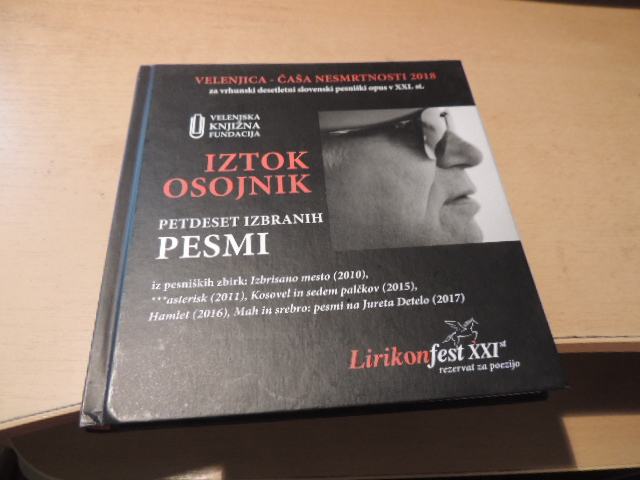 VELENJICA - ČAŠA NESMRTNOSTI 2018
za vrhunski desetletni slovenski pesniški opus v XXI. st.
VELENJSKA
KNJIŽNA
FUNDACIJA
IZTOK
OSOJNIK
PETDESET IZBRANIH
PESMI
iz pesniških zbirk: Izbrisano mesto (2010),
***asterisk (2011), Kosovel in sedem palčkov (2015),
Hamlet (2016), Mah in srebro: pesmi na Jureta Detelo (2017)
Lirikonfest XXIst
rezervat za poezijo